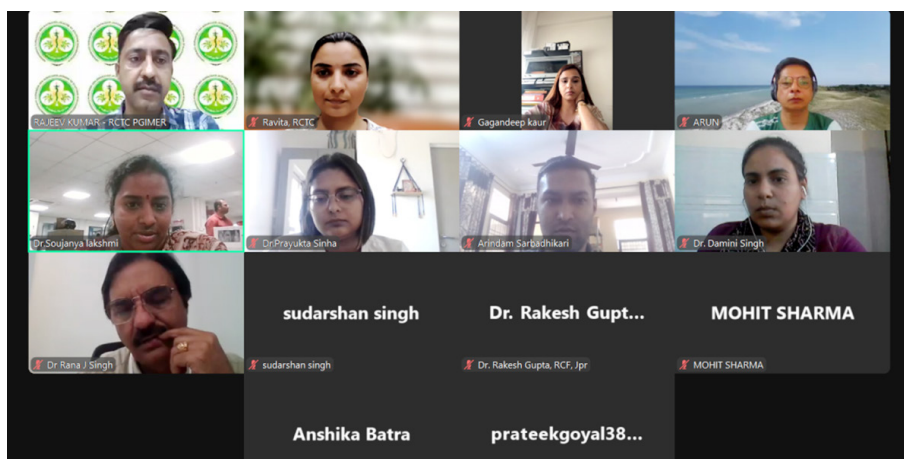 RAJEEV KUMAR - RCTC PGIMER
Ravita, RCTC
Gagandeep kaur
ARUN
Dr.Soujanya lakshmi
Dr.Prayukta Sinha
Arindam Sarbadhikari
Dr. Damini Singh
Dr Rana J Singh
sudarshan singh
sudarshan singh
Dr. Rakesh Gupt...
Dr. Rakesh Gupta, RCF, Jpr
MOHIT SHARMA
MOHIT SHARMA
Anshika Batra
prateekgoyal38...